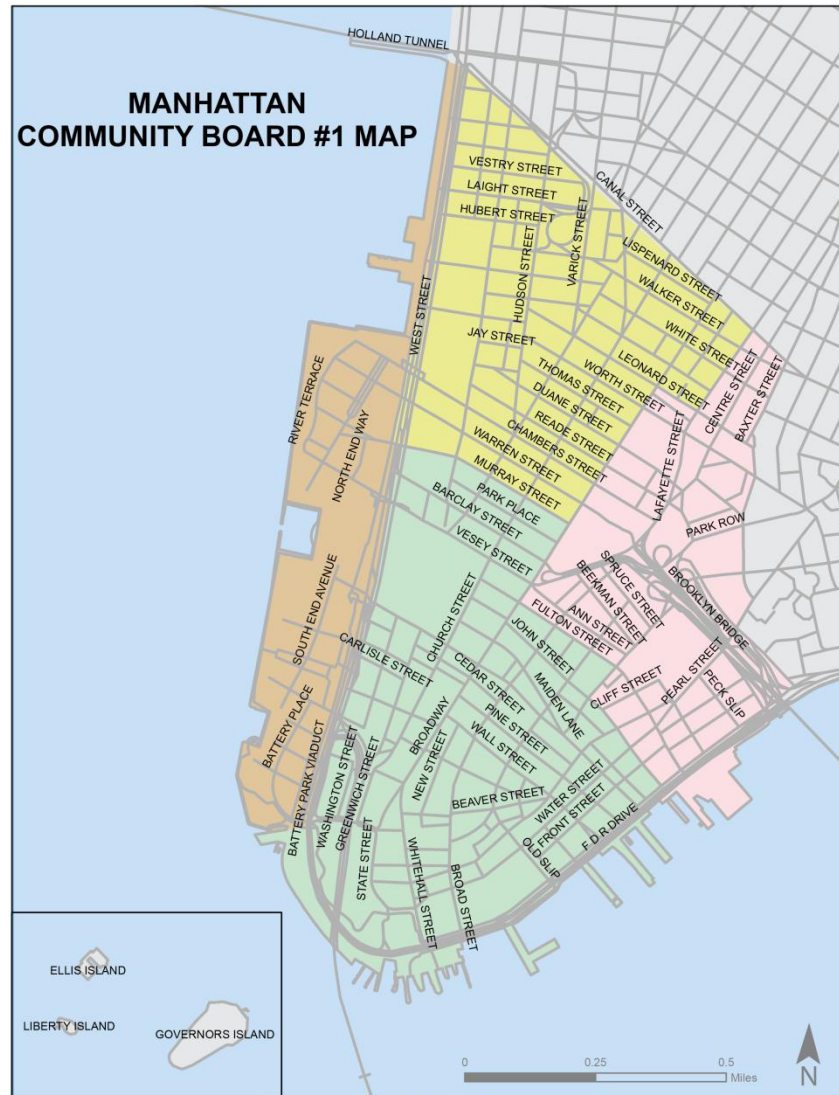 HOLLAND TUNNEL
MANHATTAN
COMMUNITY BOARD #1 MAP
VESTRY STREET
CANAL STREET
LAIGHT STREET
HUBERT STREET
VARICK STREET
LISPENARD STREET
HUDSON STREET
WALKER STREET
WEST STREET
WHITE STREET
JAY STREET
LEONARD STREET
WORTH STREET
THOMAS STREET
CENTRE STREET
BAXTER STREET
DUANE STREET
READE STREET
CHAMBERS STREET
RIVER TERRACE
NORTH END WAY
WARREN STREET
MURRAY STREET
LAFAYETTE STREET
PARK PLACE
BARCLAY STREET
PARK ROW
VESEY STREET
SPRUCE STREET
BEEKMAN STREET
BROOKLYN BRIDGE
ANN STREET
FULTON STREET
SOUTH END AVENUE
CHURCH STREET
JOHN STREET
CARLISLE STREET
CEDAR STREET
MAIDEN LANE
CLIFF STREET
PEARL STREET
PECK SLIP
BATTERY PLACE
BROADWAY
PINE STREET
WALL STREET
NEW STREET
BATTERY PARK VIADUCT
WASHINGTON STREET
GREENWICH STREET
BEAVER STREET
WATER STREET
FRONT STREET
F D R DRIVE
OLD SLIP
STATE STREET
WHITEHALL STREET
BROAD STREET
ELLIS ISLAND
LIBERTY ISLAND
GOVERNORS ISLAND
0 0.25 0.5
Miles
N